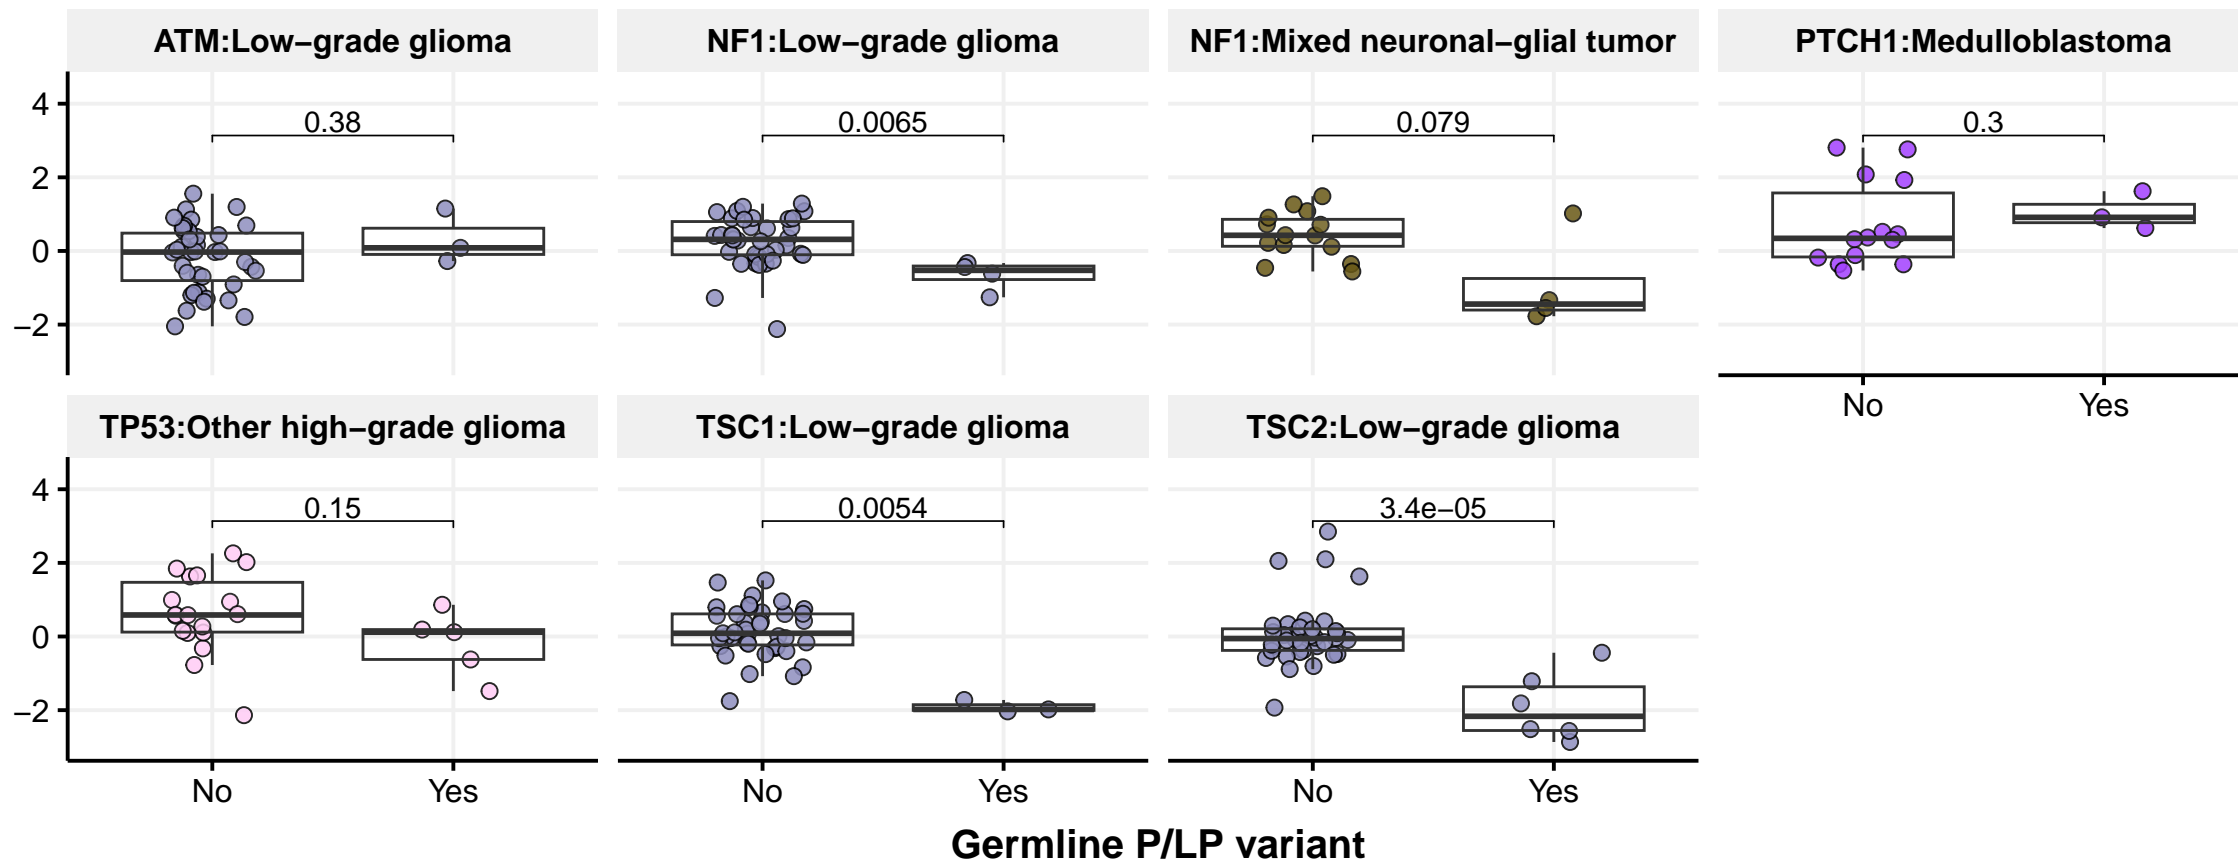 ATM:Low−grade glioma
NF1:Low−grade glioma
NF1:Mixed neuronal−glial tumor
PTCH1:Medulloblastoma
4
2
0
−2
0.38
0.0065
0.079
0.3
No
Yes
TP53:Other high−grade glioma
TSC1:Low−grade glioma
TSC2:Low−grade glioma
4
2
0
−2
0.15
0.0054
3.4e−05
No
Yes
No
Yes
No
Yes
Germline P/LP variant